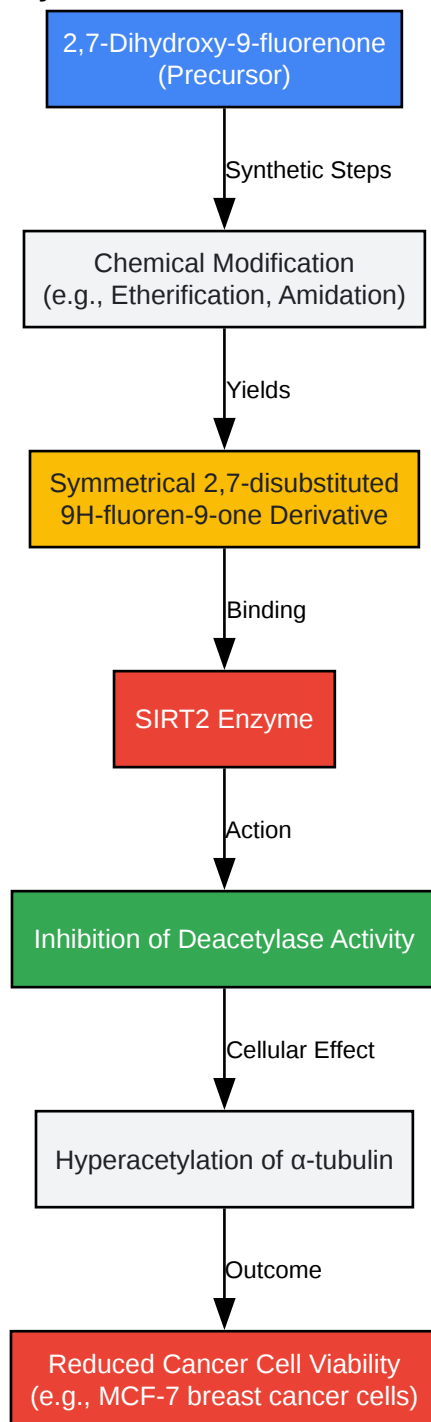 2,7-Dihydroxy-9-fluorenone
(Precursor)
Synthetic Steps
Chemical Modification
(e.g., Etherification, Amidation)
Yields
Symmetrical 2,7-disubstituted
9H-fluoren-9-one Derivative
Binding
SIRT2 Enzyme
Action
Inhibition of Deacetylase Activity
Cellular Effect
Hyperacetylation of α-tubulin
Outcome
Reduced Cancer Cell Viability
(e.g., MCF-7 breast cancer cells)